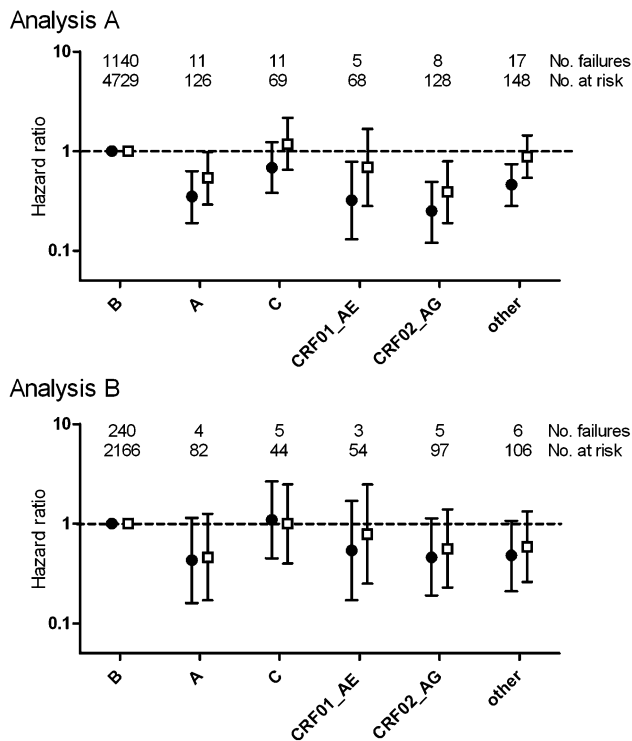 Analysis A
10
1140 11 11 5 8 17 No. failures
4729 126 69 68 128 148 No. at risk
Hazard ratio
1
0.1
B A C CRF01_AE CRF02_AG other
Analysis B
10
240 4 5 3 5 6 No. failures
2166 82 44 54 97 106 No. at risk
Hazard ratio
1
0.1
B A C CRF01_AE CRF02_AG other